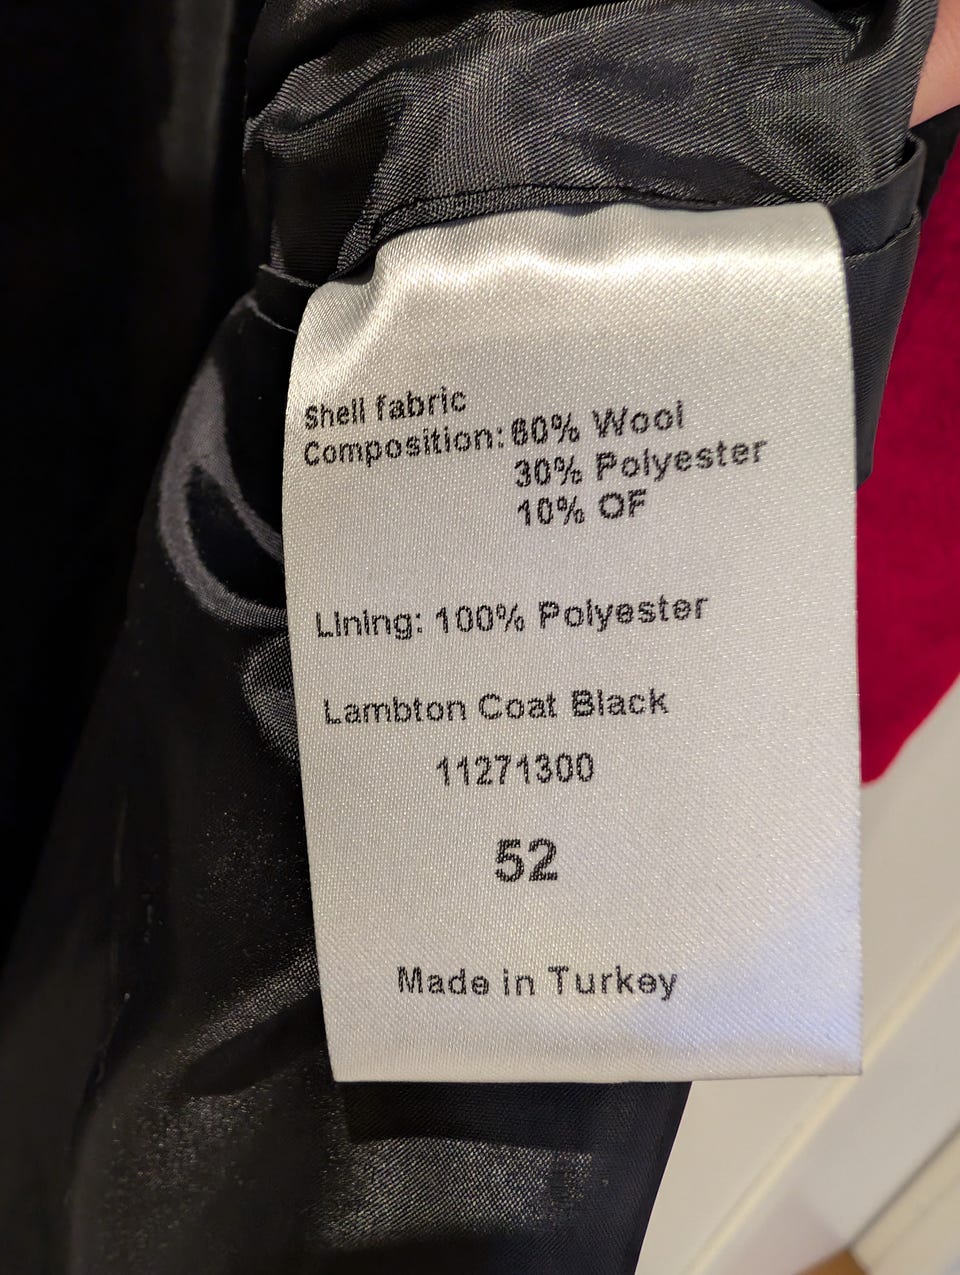 Shell fabric
Composition: 60% Wool
30% Polyester
10% OF
Lining: 100% Polyester
Lambton Coat Black
11271300
52
Made in Turkey